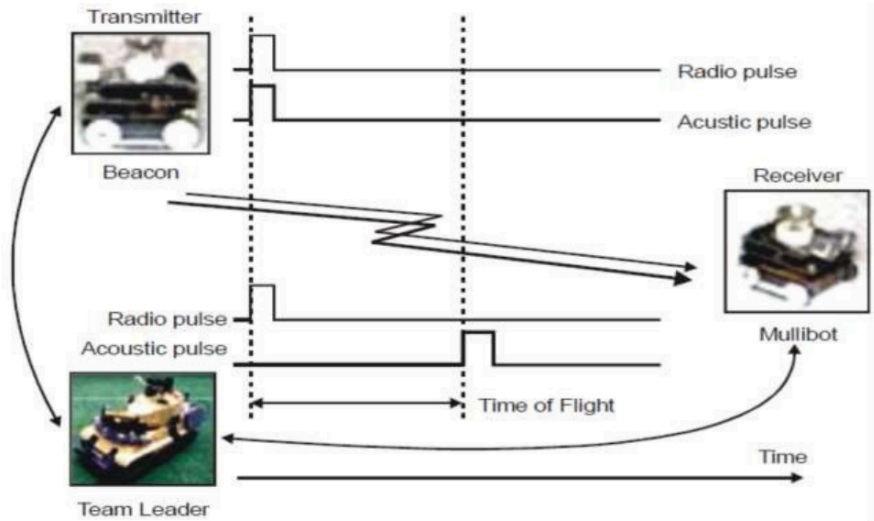 Transmitter
Radio pulse
Acustic pulse
Beacon
Receiver
Radio pulse
Acoustic pulse
Mullibot
Time of Flight
Time
Team Leader